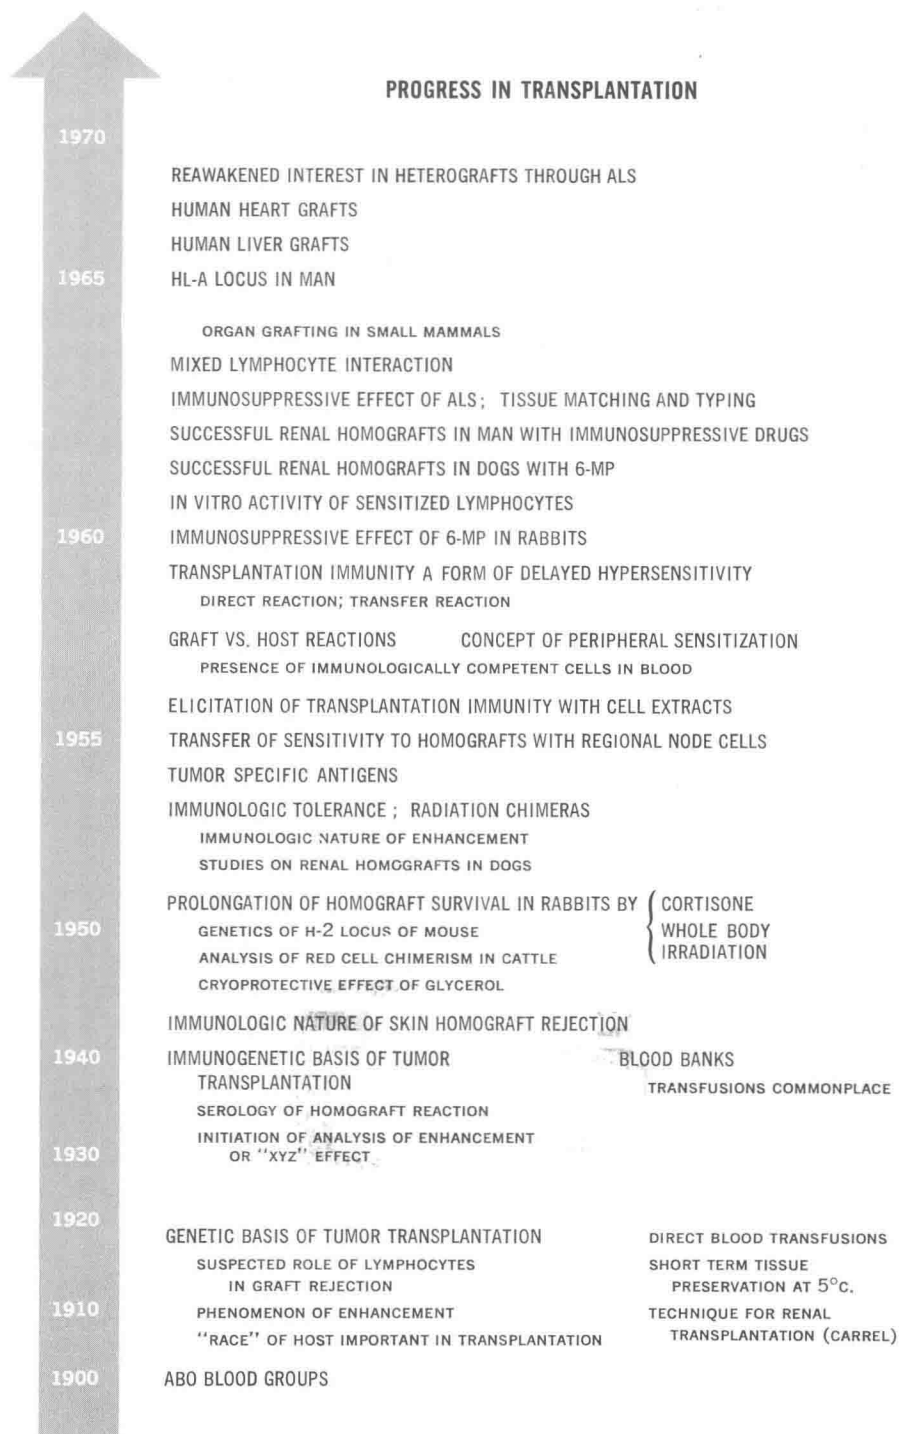 PROGRESS IN TRANSPLANTATION
1970
REAWAKENED INTEREST IN HETEROGRAFTS THROUGH ALS
HUMAN HEART GRAFTS
HUMAN LIVER GRAFTS
1965 HL-A LOCUS IN MAN
ORGAN GRAFTING IN SMALL MAMMALS
MIXED LYMPHOCYTE INTERACTION
IMMUNOSUPPRESSIVE EFFECT OF ALS; TISSUE MATCHING AND TYPING
SUCCESSFUL RENAL HOMOGRAFTS IN MAN WITH IMMUNOSUPPRESSIVE DRUGS
SUCCESSFUL RENAL HOMOGRAFTS IN DOGS WITH 6-MP
IN VITRO ACTIVITY OF SENSITIZED LYMPHOCYTES
1960 IMMUNOSUPPRESSIVE EFFECT OF 6-MP IN RABBITS
TRANSPLANTATION IMMUNITY A FORM OF DELAYED HYPERSENSITIVITY
DIRECT REACTION; TRANSFER REACTION
GRAFT VS. HOST REACTIONS CONCEPT OF PERIPHERAL SENSITIZATION
PRESENCE OF IMMUNOLOGICALLY COMPETENT CELLS IN BLOOD
ELICITATION OF TRANSPLANTATION IMMUNITY WITH CELL EXTRACTS
1955 TRANSFER OF SENSITIVITY TO HOMOGRAFTS WITH REGIONAL NODE CELLS
TUMOR SPECIFIC ANTIGENS
IMMUNOLOGIC TOLERANCE; RADIATION CHIMERAS
IMMUNOLOGIC NATURE OF ENHANCEMENT
STUDIES ON RENAL HOMOGRAFTS IN DOGS
PROLONGATION OF HOMOGRAFT SURVIVAL IN RABBITS BY { CORTISONE
1950 GENETICS OF H-2 LOCUS OF MOUSE WHOLE BODY
ANALYSIS OF RED CELL CHIMERISM IN CATTLE IRRADIATION
CRYOPROTECTIVE EFFECT OF GLYCEROL
IMMUNOLOGIC NATURE OF SKIN HOMOGRAFT REJECTION
1940 IMMUNOGENETIC BASIS OF TUMOR BLOOD BANKS
TRANSPLANTATION TRANSFUSIONS COMMONPLACE
SEROLOGY OF HOMOGRAFT REACTION
INITIATION OF ANALYSIS OF ENHANCEMENT
1930 OR "XYZ" EFFECT
1920
GENETIC BASIS OF TUMOR TRANSPLANTATION DIRECT BLOOD TRANSFUSIONS
SUSPECTED ROLE OF LYMPHOCYTES SHORT TERM TISSUE
IN GRAFT REJECTION PRESERVATION AT 5°C.
1910 PHENOMENON OF ENHANCEMENT TECHNIQUE FOR RENAL
"RACE" OF HOST IMPORTANT IN TRANSPLANTATION TRANSPLANTATION (CARREL)
1900 ABO BLOOD GROUPS